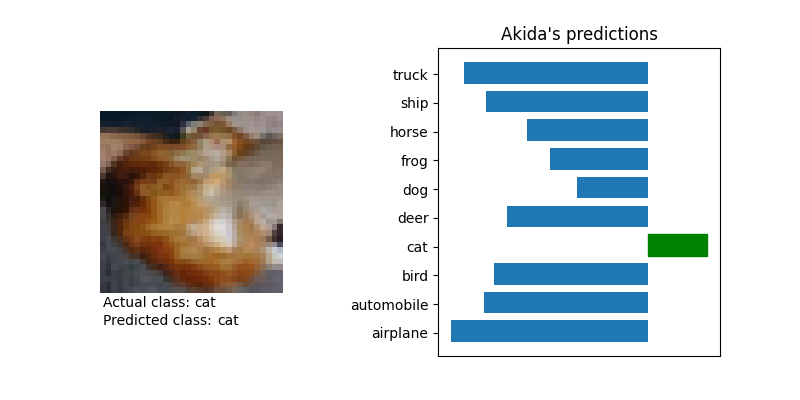 Akida's predictions
truck
ship
horse
frog
dog
deer
cat
bird
automobile
airplane
Actual class: cat
Predicted class: cat